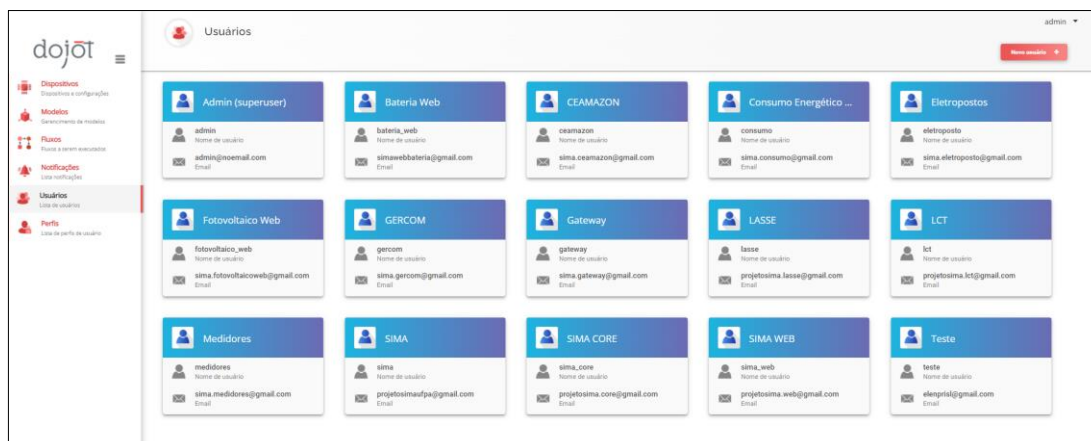 dojot
Usuários
admin
Novo usuário +
Dispositivos
Dispositivos e configurações
Modelos
Gerenciamento de modelos
Fluxos
Fluxos a serem executados
Notificações
Lista notificações
Usuários
Lista de usuários
Perfis
Lista de perfis de usuário
Admin (superuser)
admin
Nome de usuário
admin@noemail.com
Email
Bateria Web
bateria_web
Nome de usuário
simawebbateria@gmail.com
Email
CEAMAZON
ceamazon
Nome de usuário
sima.ceamazon@gmail.com
Email
Consumo Energético ...
consumo
Nome de usuário
sima.consumo@gmail.com
Email
Eletropostos
eletroposto
Nome de usuário
sima.eletroposto@gmail.com
Email
Fotovoltaico Web
fotovoltaico_web
Nome de usuário
sima.fotovoltaicoweb@gmail.com
Email
GERCOM
gercom
Nome de usuário
sima.gercom@gmail.com
Email
Gateway
gateway
Nome de usuário
sima.gateway@gmail.com
Email
LASSE
lasse
Nome de usuário
projetosima.lasse@gmail.com
Email
LCT
lct
Nome de usuário
projetosima.lct@gmail.com
Email
Medidores
medidores
Nome de usuário
sima.medidores@gmail.com
Email
SIMA
sima
Nome de usuário
projetosimaufpa@gmail.com
Email
SIMA CORE
sima_core
Nome de usuário
projetosima.core@gmail.com
Email
SIMA WEB
sima_web
Nome de usuário
projetosima.web@gmail.com
Email
Teste
teste
Nome de usuário
elenprisl@gmail.com
Email